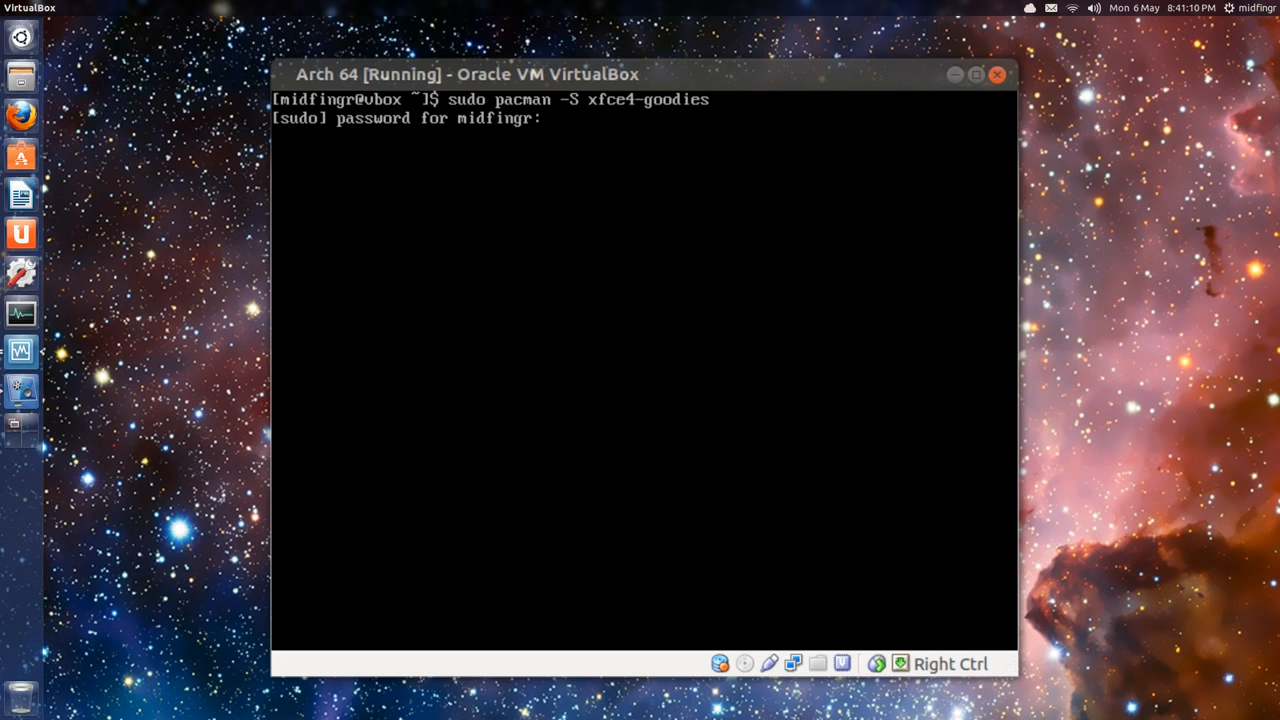 VirtualBox
Mon 6 May 8:41:10 PM midfingr
Arch 64 [Running] - Oracle VM VirtualBox
[midfingr@vbox ~]$ sudo pacman -S xfce4-goodies
[sudo] password for midfingr:
Right Ctrl